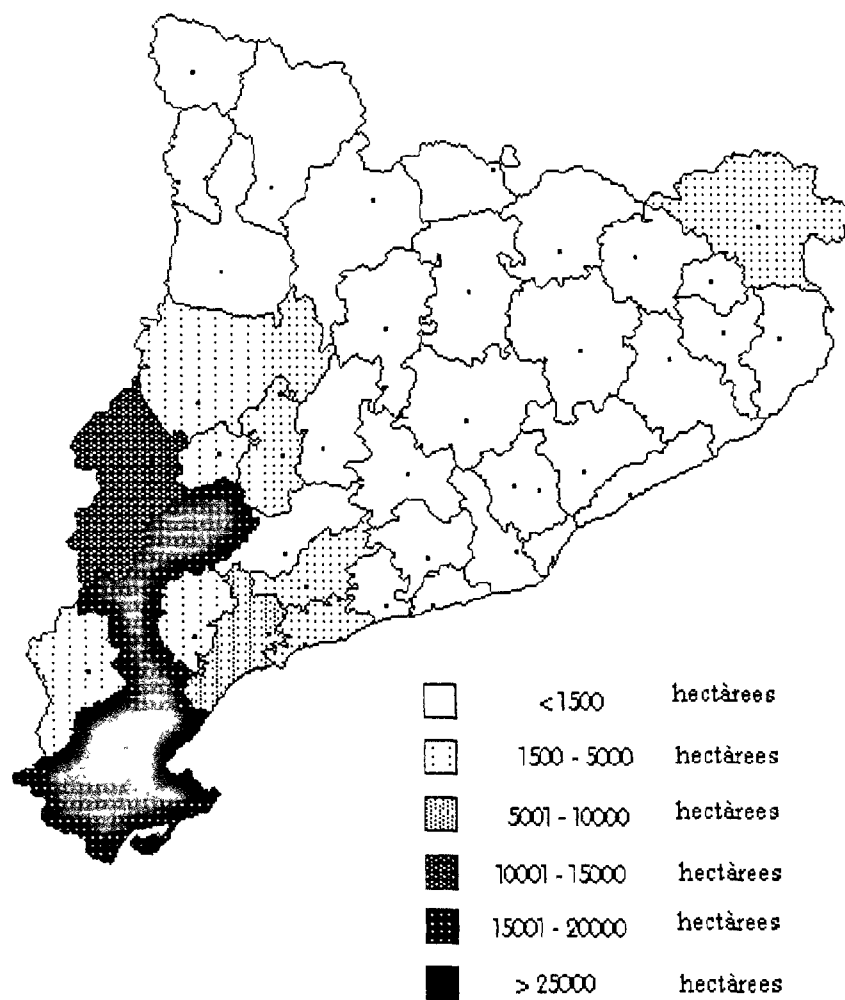 <1500 hectàrees
1500 - 5000 hectàrees
5001 - 10000 hectàrees
10001 - 15000 hectàrees
15001 - 20000 hectàrees
> 25000 hectàrees